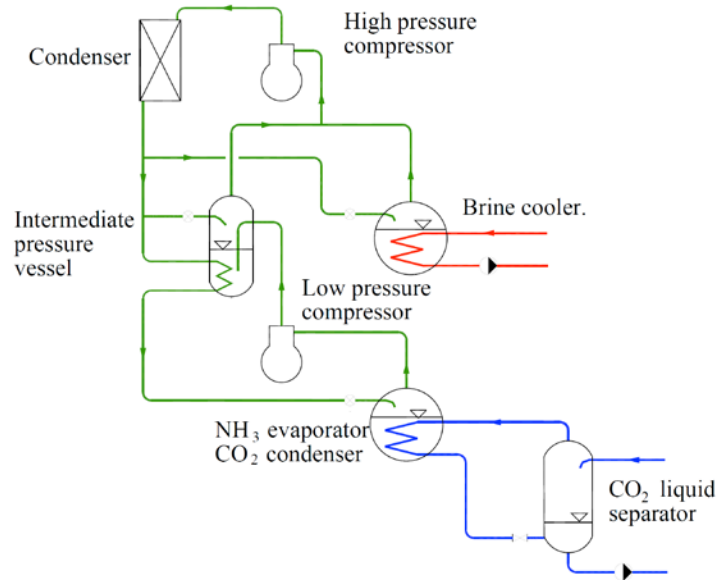 High pressure
compressor
Condenser
Brine cooler.
Intermediate
pressure
vessel
Low pressure
compressor
NH₃ evaporator
CO₂ condenser
CO₂ liquid
separator